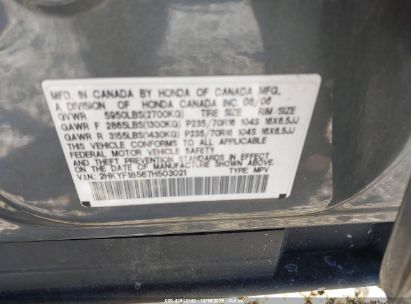 MFD. IN CANADA BY HONDA OF CANADA MFG.,
A DIVISION OF HONDA CANADA INC. 06/06
GVWR 5950LBS(2700KG) TIRE SIZE RIM SIZE
GAWR F 2865LBS(1300KG) P235/70R16 104S 16X6.5JJ
GAWR R 3155LBS(1430KG) P235/70R16 104S 16X6.5JJ
THIS VEHICLE CONFORMS TO ALL APPLICABLE
FEDERAL MOTOR VEHICLE SAFETY
AND THEFT PREVENTION STANDARDS IN EFFECT
ON THE DATE OF MANUFACTURE SHOWN ABOVE.
V.I.N.: 2HKYF18567H503021 TYPE: MPV